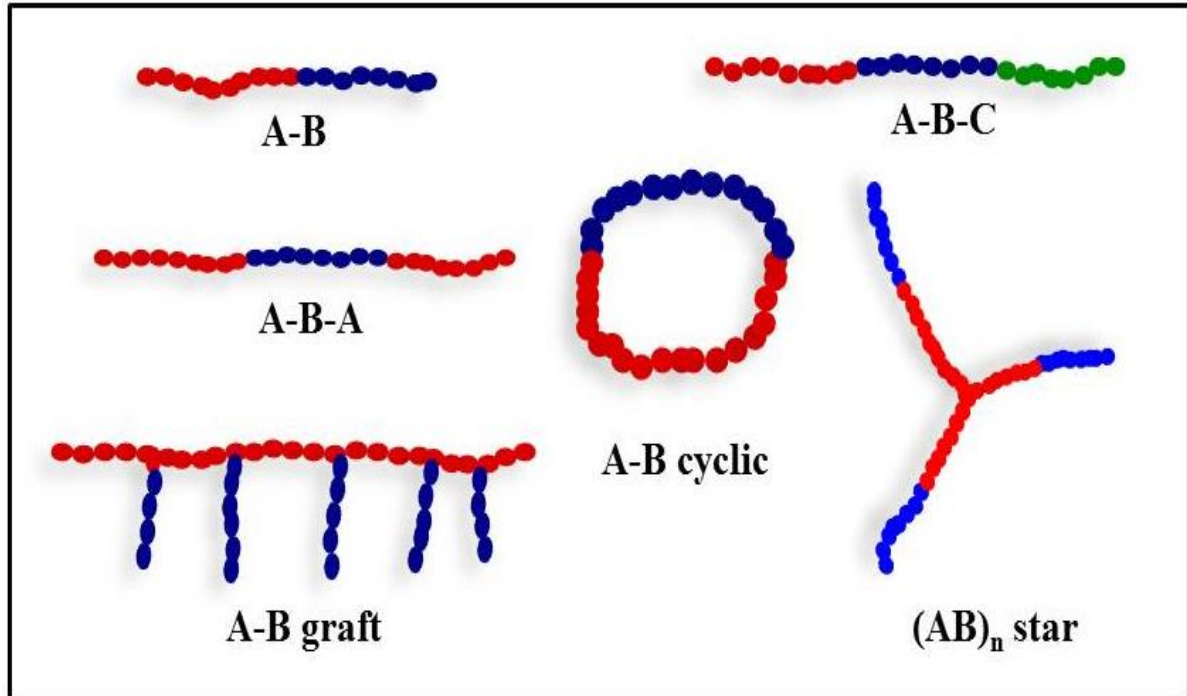 A-B
A-B-C
A-B-A
A-B cyclic
A-B graft
(AB)n star